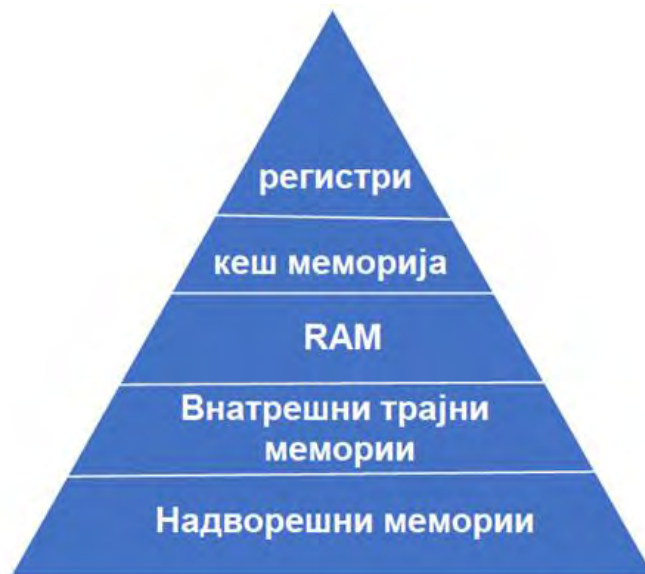 регистри
кеш меморија
RAM
Внатрешни трајни
мемории
Надворешни мемории